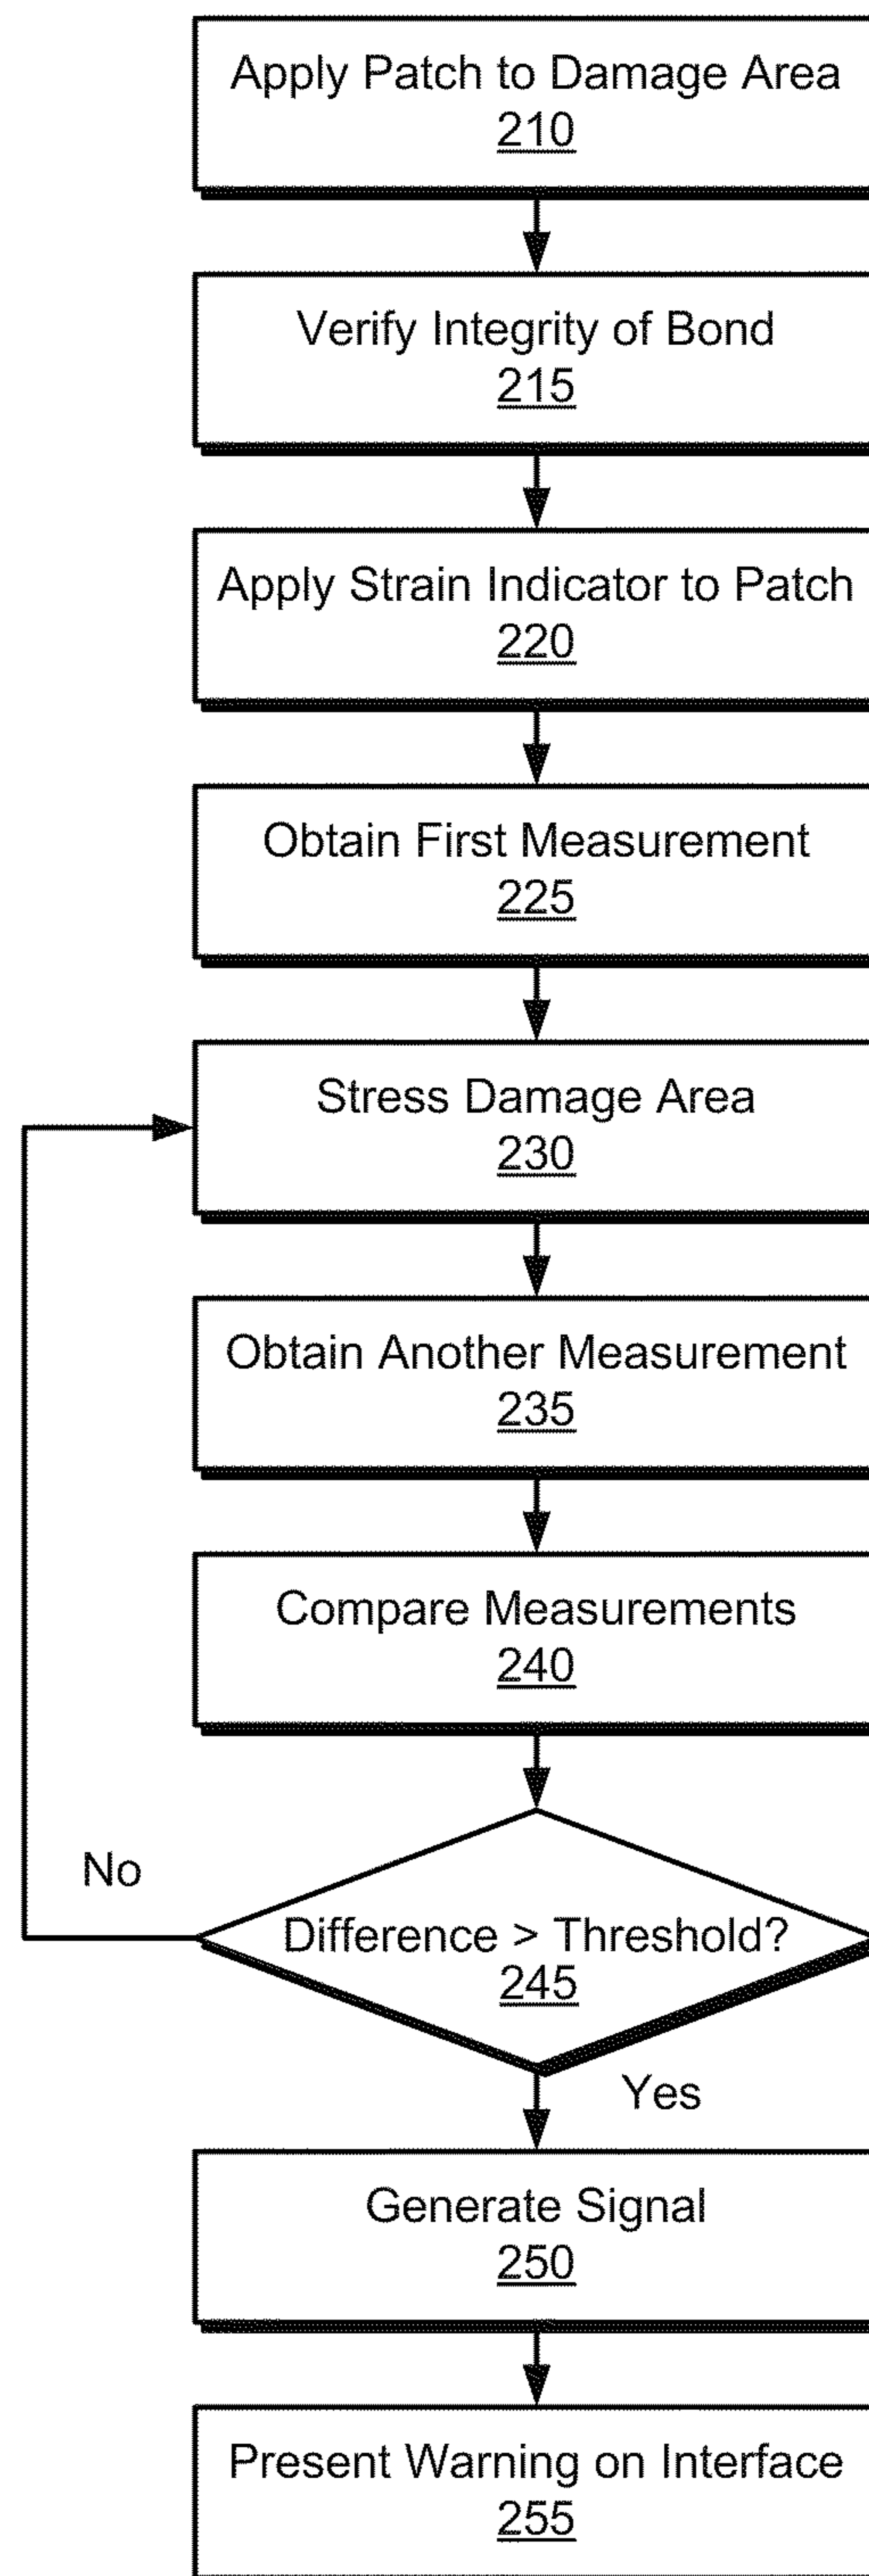 Apply Patch to Damage Area
210
Verify Integrity of Bond
215
Apply Strain Indicator to Patch
220
Obtain First Measurement
225
Stress Damage Area
230
Obtain Another Measurement
235
Compare Measurements
240
No
Difference > Threshold?
245
Yes
Generate Signal
250
Present Warning on Interface
255